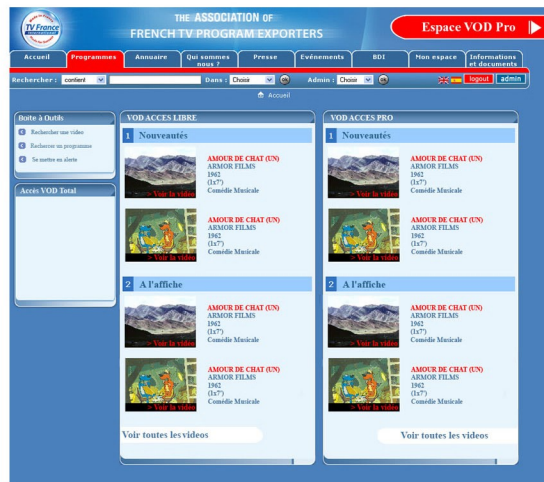 TV France
INTERNATIONAL
THE ASSOCIATION OF
FRENCH TV PROGRAM EXPORTERS
Espace VOD Pro
Accueil
Programmes
Annuaire
Qui sommes
nous ?
Presse
Evénements
BDI
Mon espace
Informations
et documents
Rechercher : contient Dans : Choisir OK Admin : Choisir OK logout admin
Accueil
Boite à Outils
Rechercher une video
Recherer un programme
Se mettre en alerte
Accès VOD Total
VOD ACCES LIBRE
1 Nouveautés
AMOUR DE CHAT (UN)
ARMOR FILMS
1962
(1x7')
Comédie Musicale
> Voir la vidéo
AMOUR DE CHAT (UN)
ARMOR FILMS
1962
(1x7')
Comédie Musicale
> Voir la vidéo
2 A l'affiche
AMOUR DE CHAT (UN)
ARMOR FILMS
1962
(1x7')
Comédie Musicale
> Voir la vidéo
AMOUR DE CHAT (UN)
ARMOR FILMS
1962
(1x7')
Comédie Musicale
> Voir la vidéo
Voir toutes les videos
VOD ACCES PRO
1 Nouveautés
AMOUR DE CHAT (UN)
ARMOR FILMS
1962
(1x7')
Comédie Musicale
> Voir la vidéo
AMOUR DE CHAT (UN)
ARMOR FILMS
1962
(1x7')
Comédie Musicale
> Voir la vidéo
2 A l'affiche
AMOUR DE CHAT (UN)
ARMOR FILMS
1962
(1x7')
Comédie Musicale
> Voir la vidéo
AMOUR DE CHAT (UN)
ARMOR FILMS
1962
(1x7')
Comédie Musicale
> Voir la vidéo
Voir toutes les videos